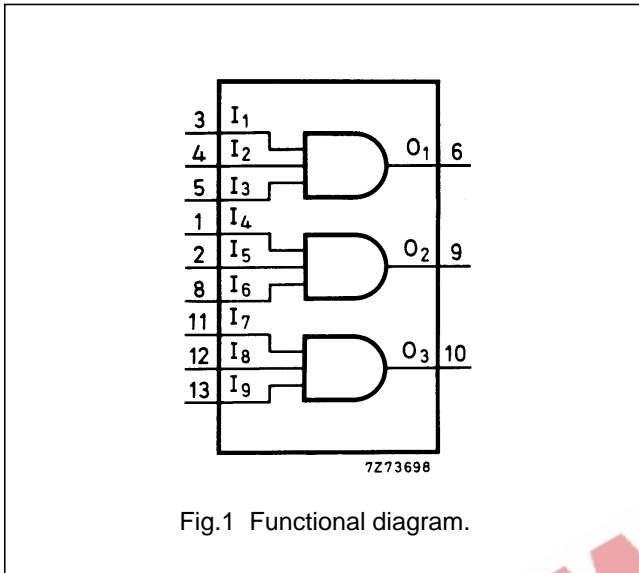 3 I1
4 I2 O1 6
5 I3
1 I4
2 I5 O2 9
8 I6
11 I7
12 I8 O3 10
13 I9
7Z73698
Fig.1 Functional diagram.